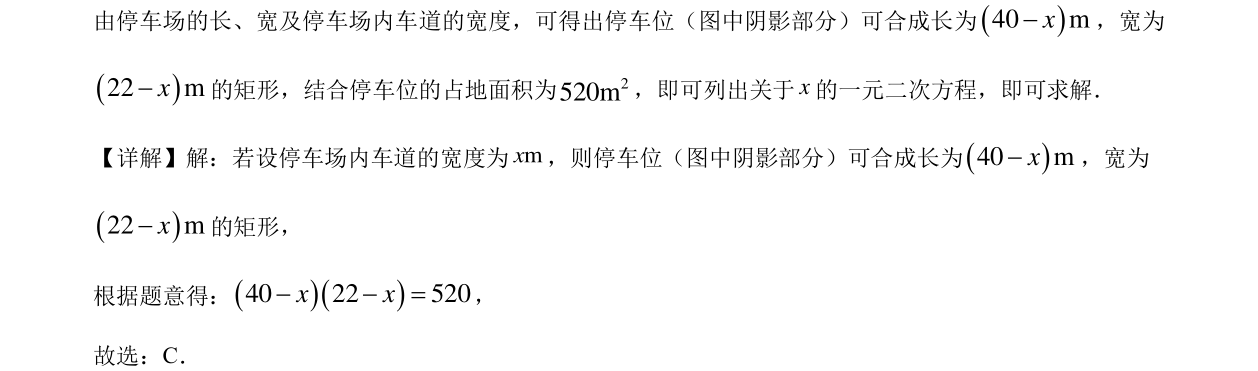 由停车场的长、宽及停车场内车道的宽度，可得出停车位（图中阴影部分）可合成长为(40－x)m，宽为
(22－x)m的矩形，结合停车位的占地面积为520m²，即可列出关于x的一元二次方程，即可求解．
【详解】解：若设停车场内车道的宽度为xm，则停车位（图中阴影部分）可合成长为(40－x)m，宽为
(22－x)m的矩形，
根据题意得：(40－x)(22－x)=520，
故选：C．